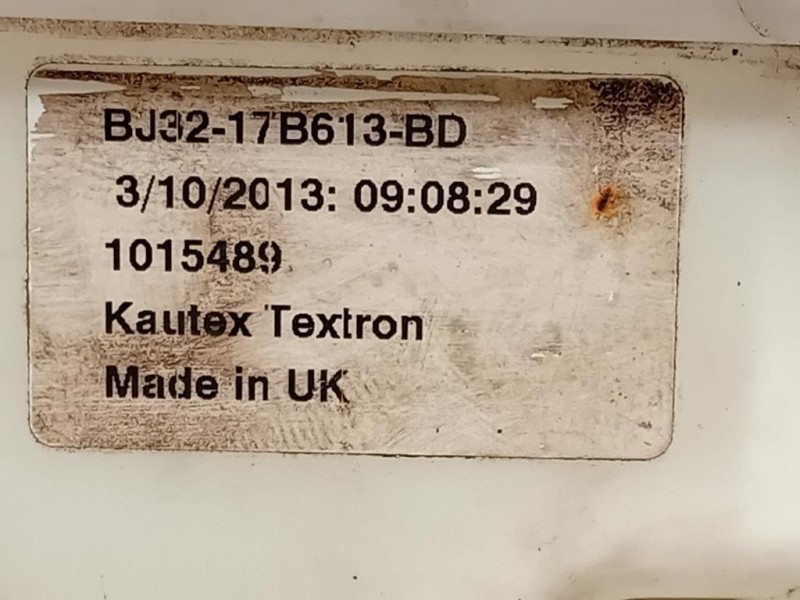 BJ32-17B613-BD
3/10/2013: 09:08:29
1015489
Kautex Textron
Made in UK